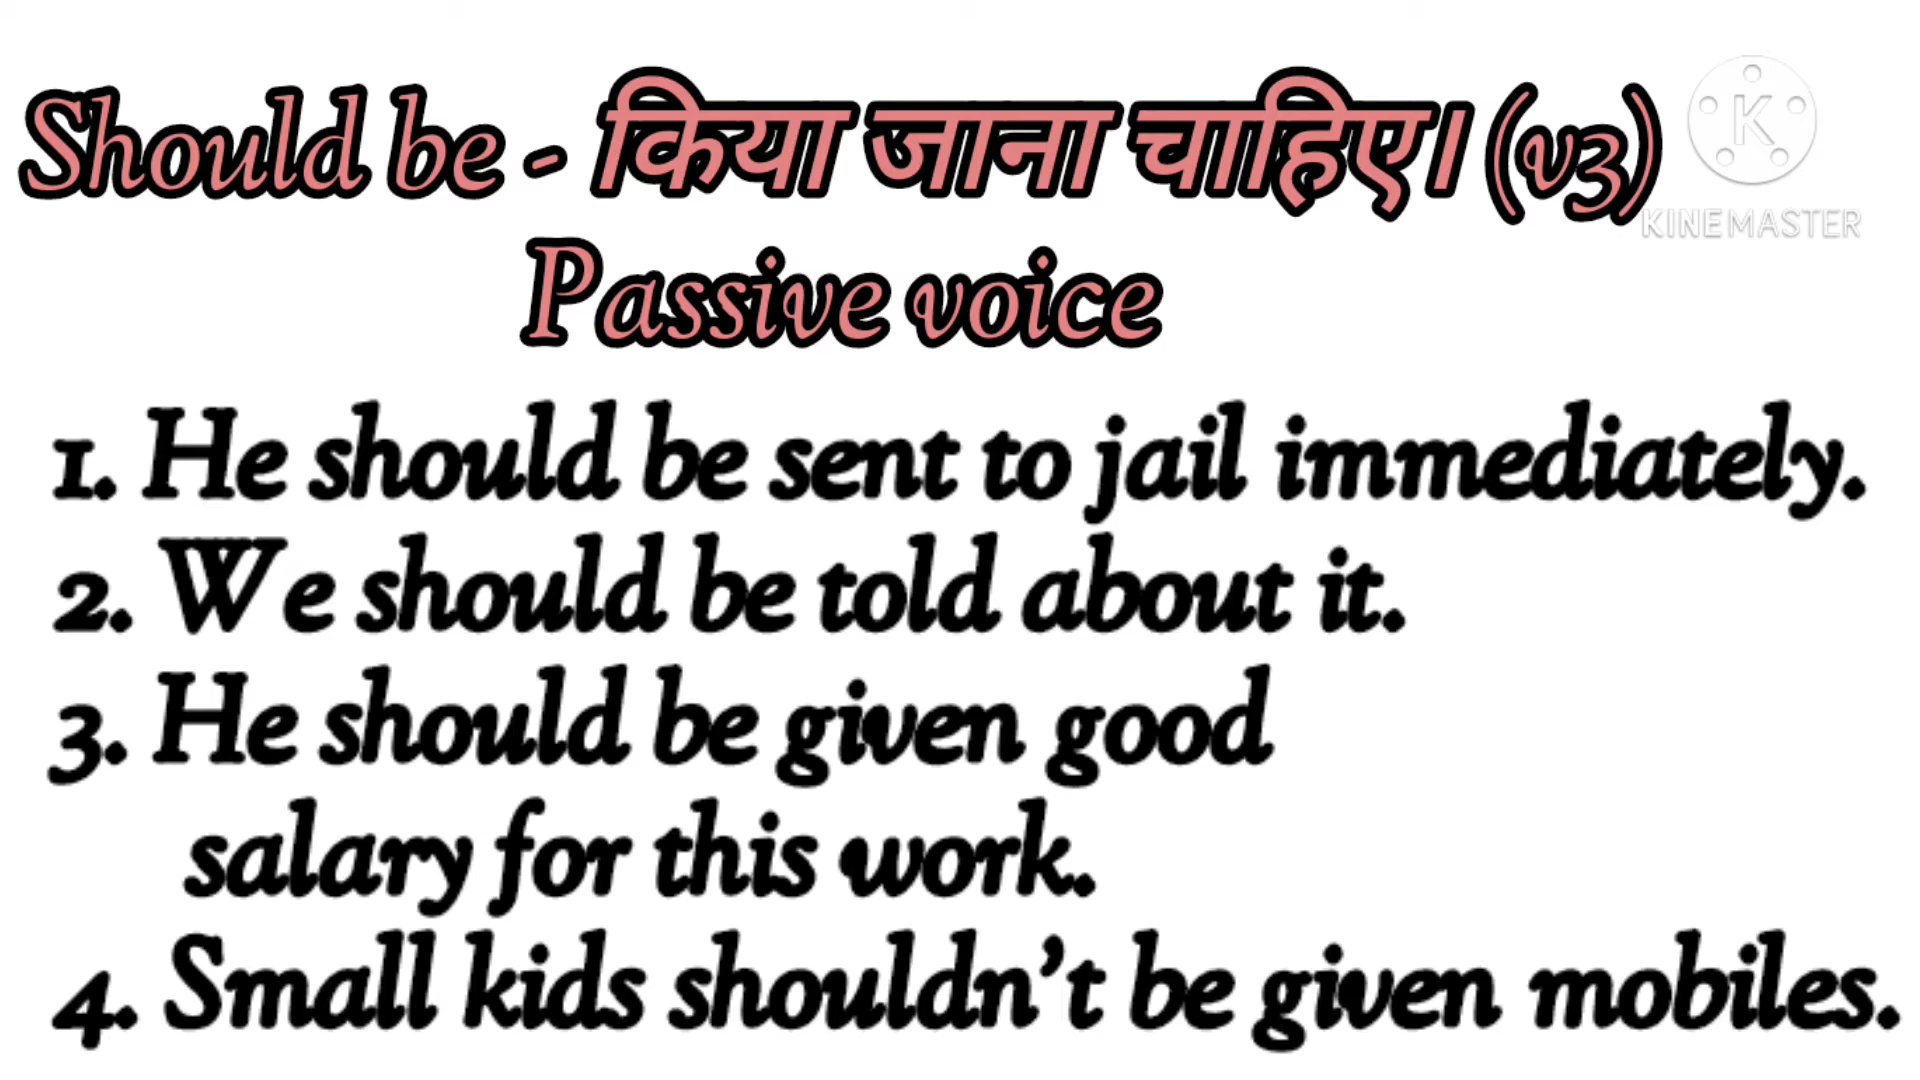 Should be - किया जाना चाहिए। (v3)
K
KINEMASTER
Passive voice
1. He should be sent to jail immediately.
2. We should be told about it.
3. He should be given good
salary for this work.
4. Small kids shouldn't be given mobiles.